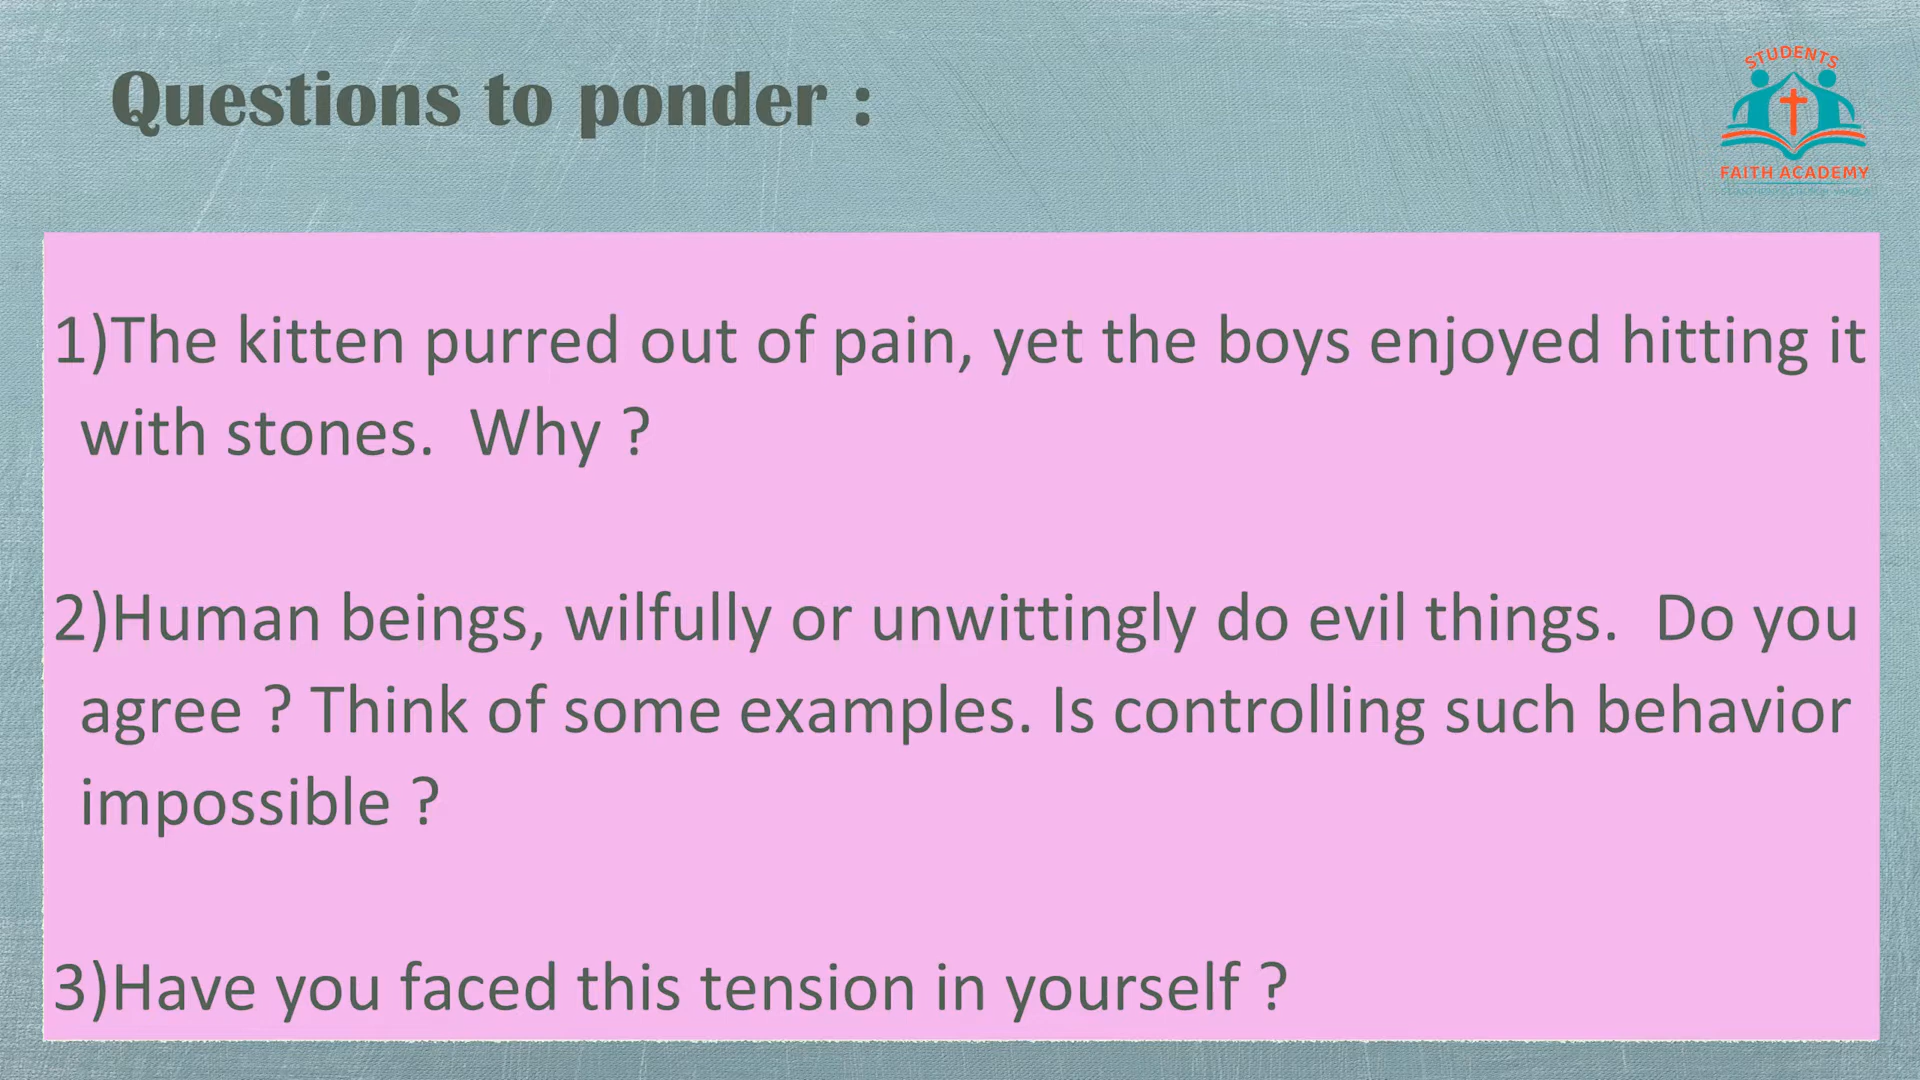 Questions to ponder :
STUDENTS
FAITH ACADEMY
1)The kitten purred out of pain, yet the boys enjoyed hitting it
with stones.  Why ?
2)Human beings, wilfully or unwittingly do evil things.  Do you
agree ? Think of some examples. Is controlling such behavior
impossible ?
3)Have you faced this tension in yourself ?